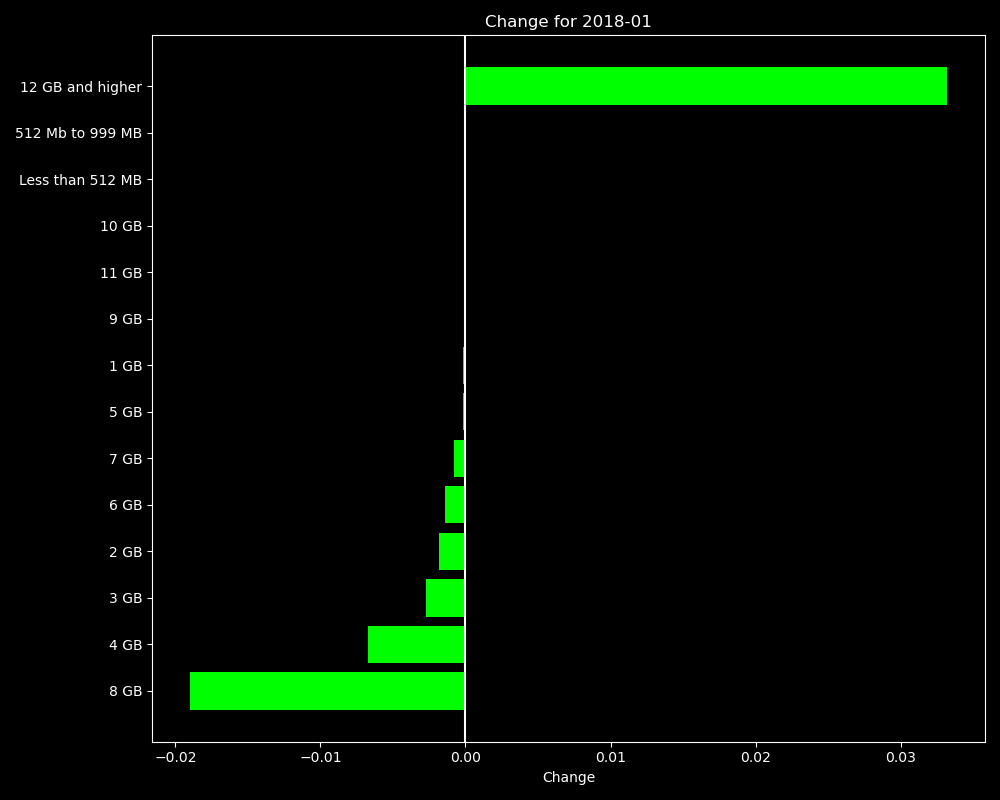 Change for 2018-01
12 GB and higher
512 Mb to 999 MB
Less than 512 MB
10 GB
11 GB
9 GB
1 GB
5 GB
7 GB
6 GB
2 GB
3 GB
4 GB
8 GB
−0.02 −0.01 0.00 0.01 0.02 0.03
Change